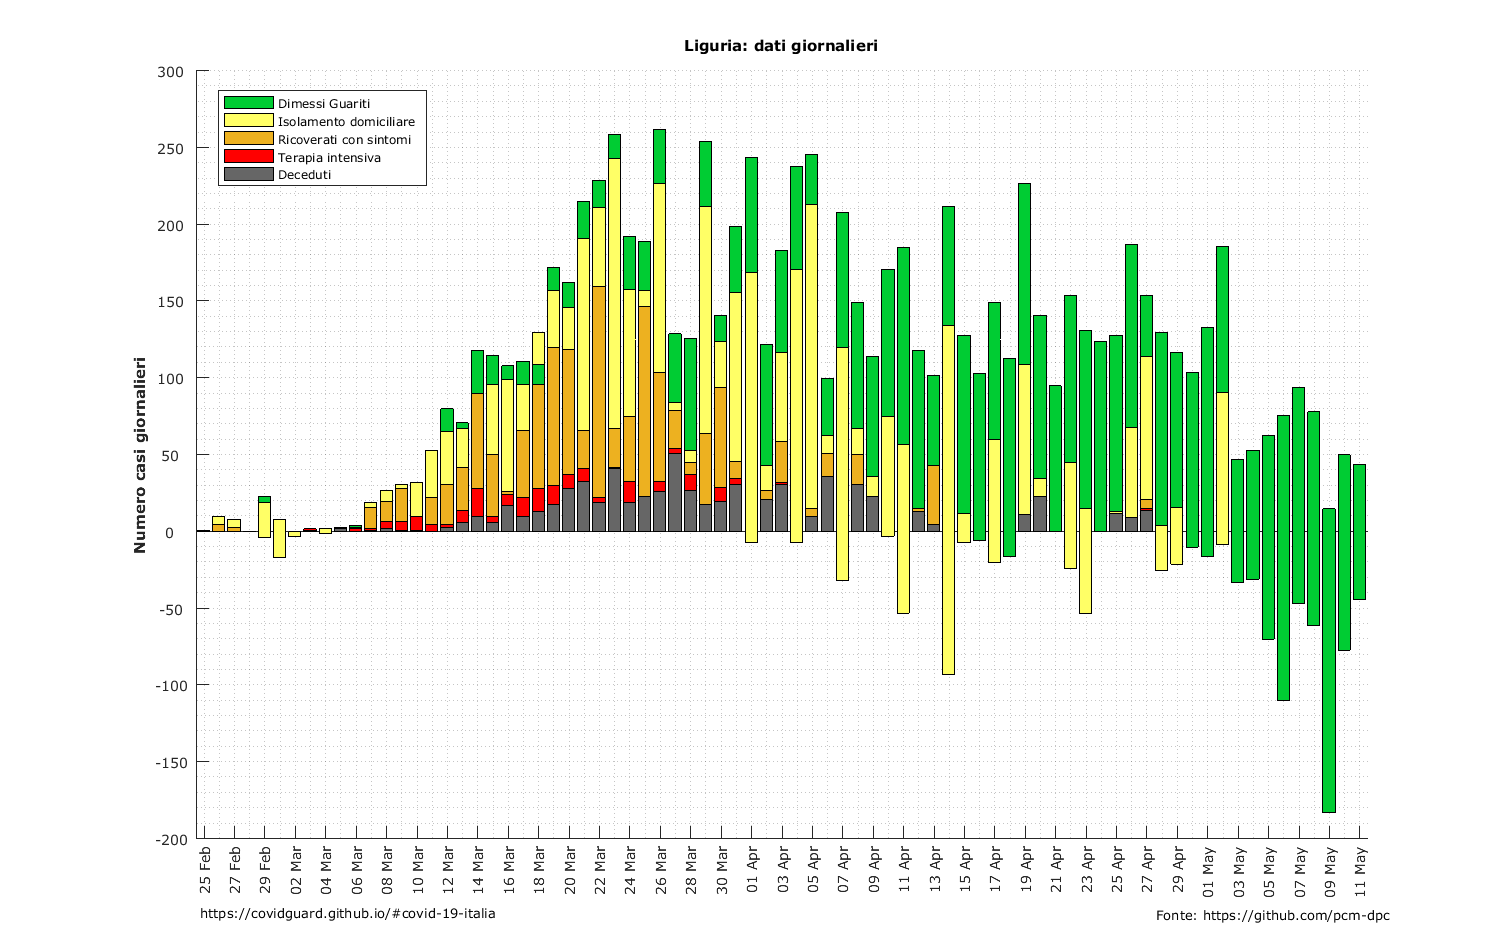 Liguria: dati giornalieri
300
250
200
150
100
50
0
-50
-100
-150
-200
Numero casi giornalieri
Dimessi Guariti
Isolamento domiciliare
Ricoverati con sintomi
Terapia intensiva
Deceduti
25 Feb
27 Feb
29 Feb
02 Mar
04 Mar
06 Mar
08 Mar
10 Mar
12 Mar
14 Mar
16 Mar
18 Mar
20 Mar
22 Mar
24 Mar
26 Mar
28 Mar
30 Mar
01 Apr
03 Apr
05 Apr
07 Apr
09 Apr
11 Apr
13 Apr
15 Apr
17 Apr
19 Apr
21 Apr
23 Apr
25 Apr
27 Apr
29 Apr
01 May
03 May
05 May
07 May
09 May
11 May
https://covidguard.github.io/#covid-19-italia
Fonte: https://github.com/pcm-dpc